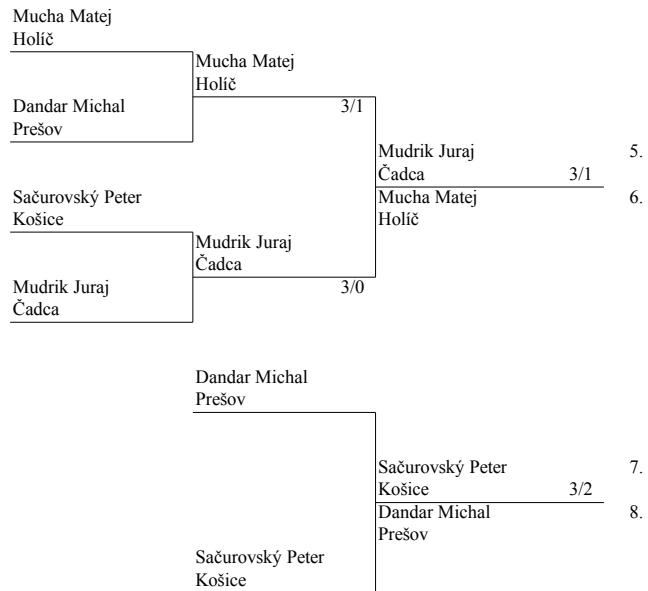 Mucha Matej
Holíč
Mucha Matej
Holíč
3/1
Dandar Michal
Prešov
Mudrik Juraj
5.
Čadca
3/1
Mucha Matej
6.
Holíč
Sačurovský Peter
Košice
Mudrik Juraj
Čadca
3/0
Mudrik Juraj
Čadca
Dandar Michal
Prešov
Sačurovský Peter
7.
Košice
3/2
Dandar Michal
8.
Prešov
Sačurovský Peter
Košice